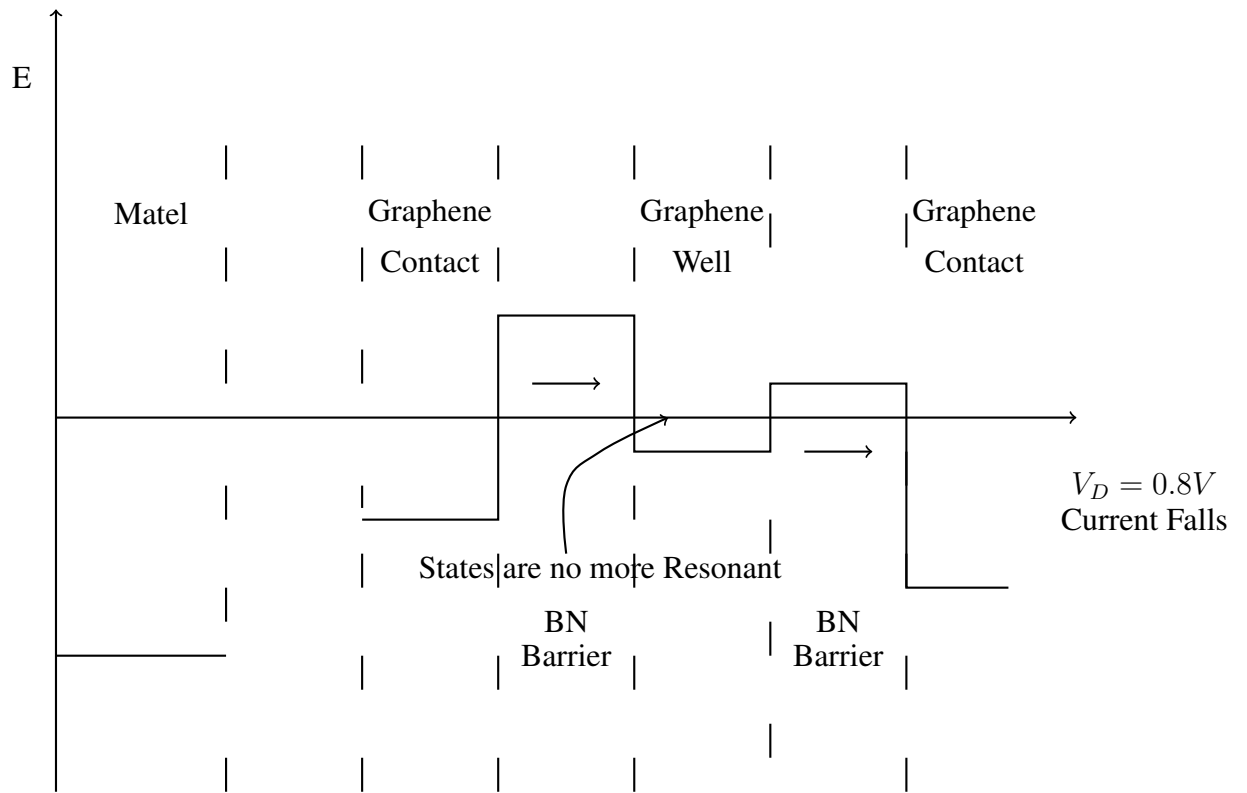 E
Matel
Graphene
Contact
Graphene
Well
Graphene
Contact
V_D = 0.8V
Current Falls
States are no more Resonant
BN
Barrier
BN
Barrier